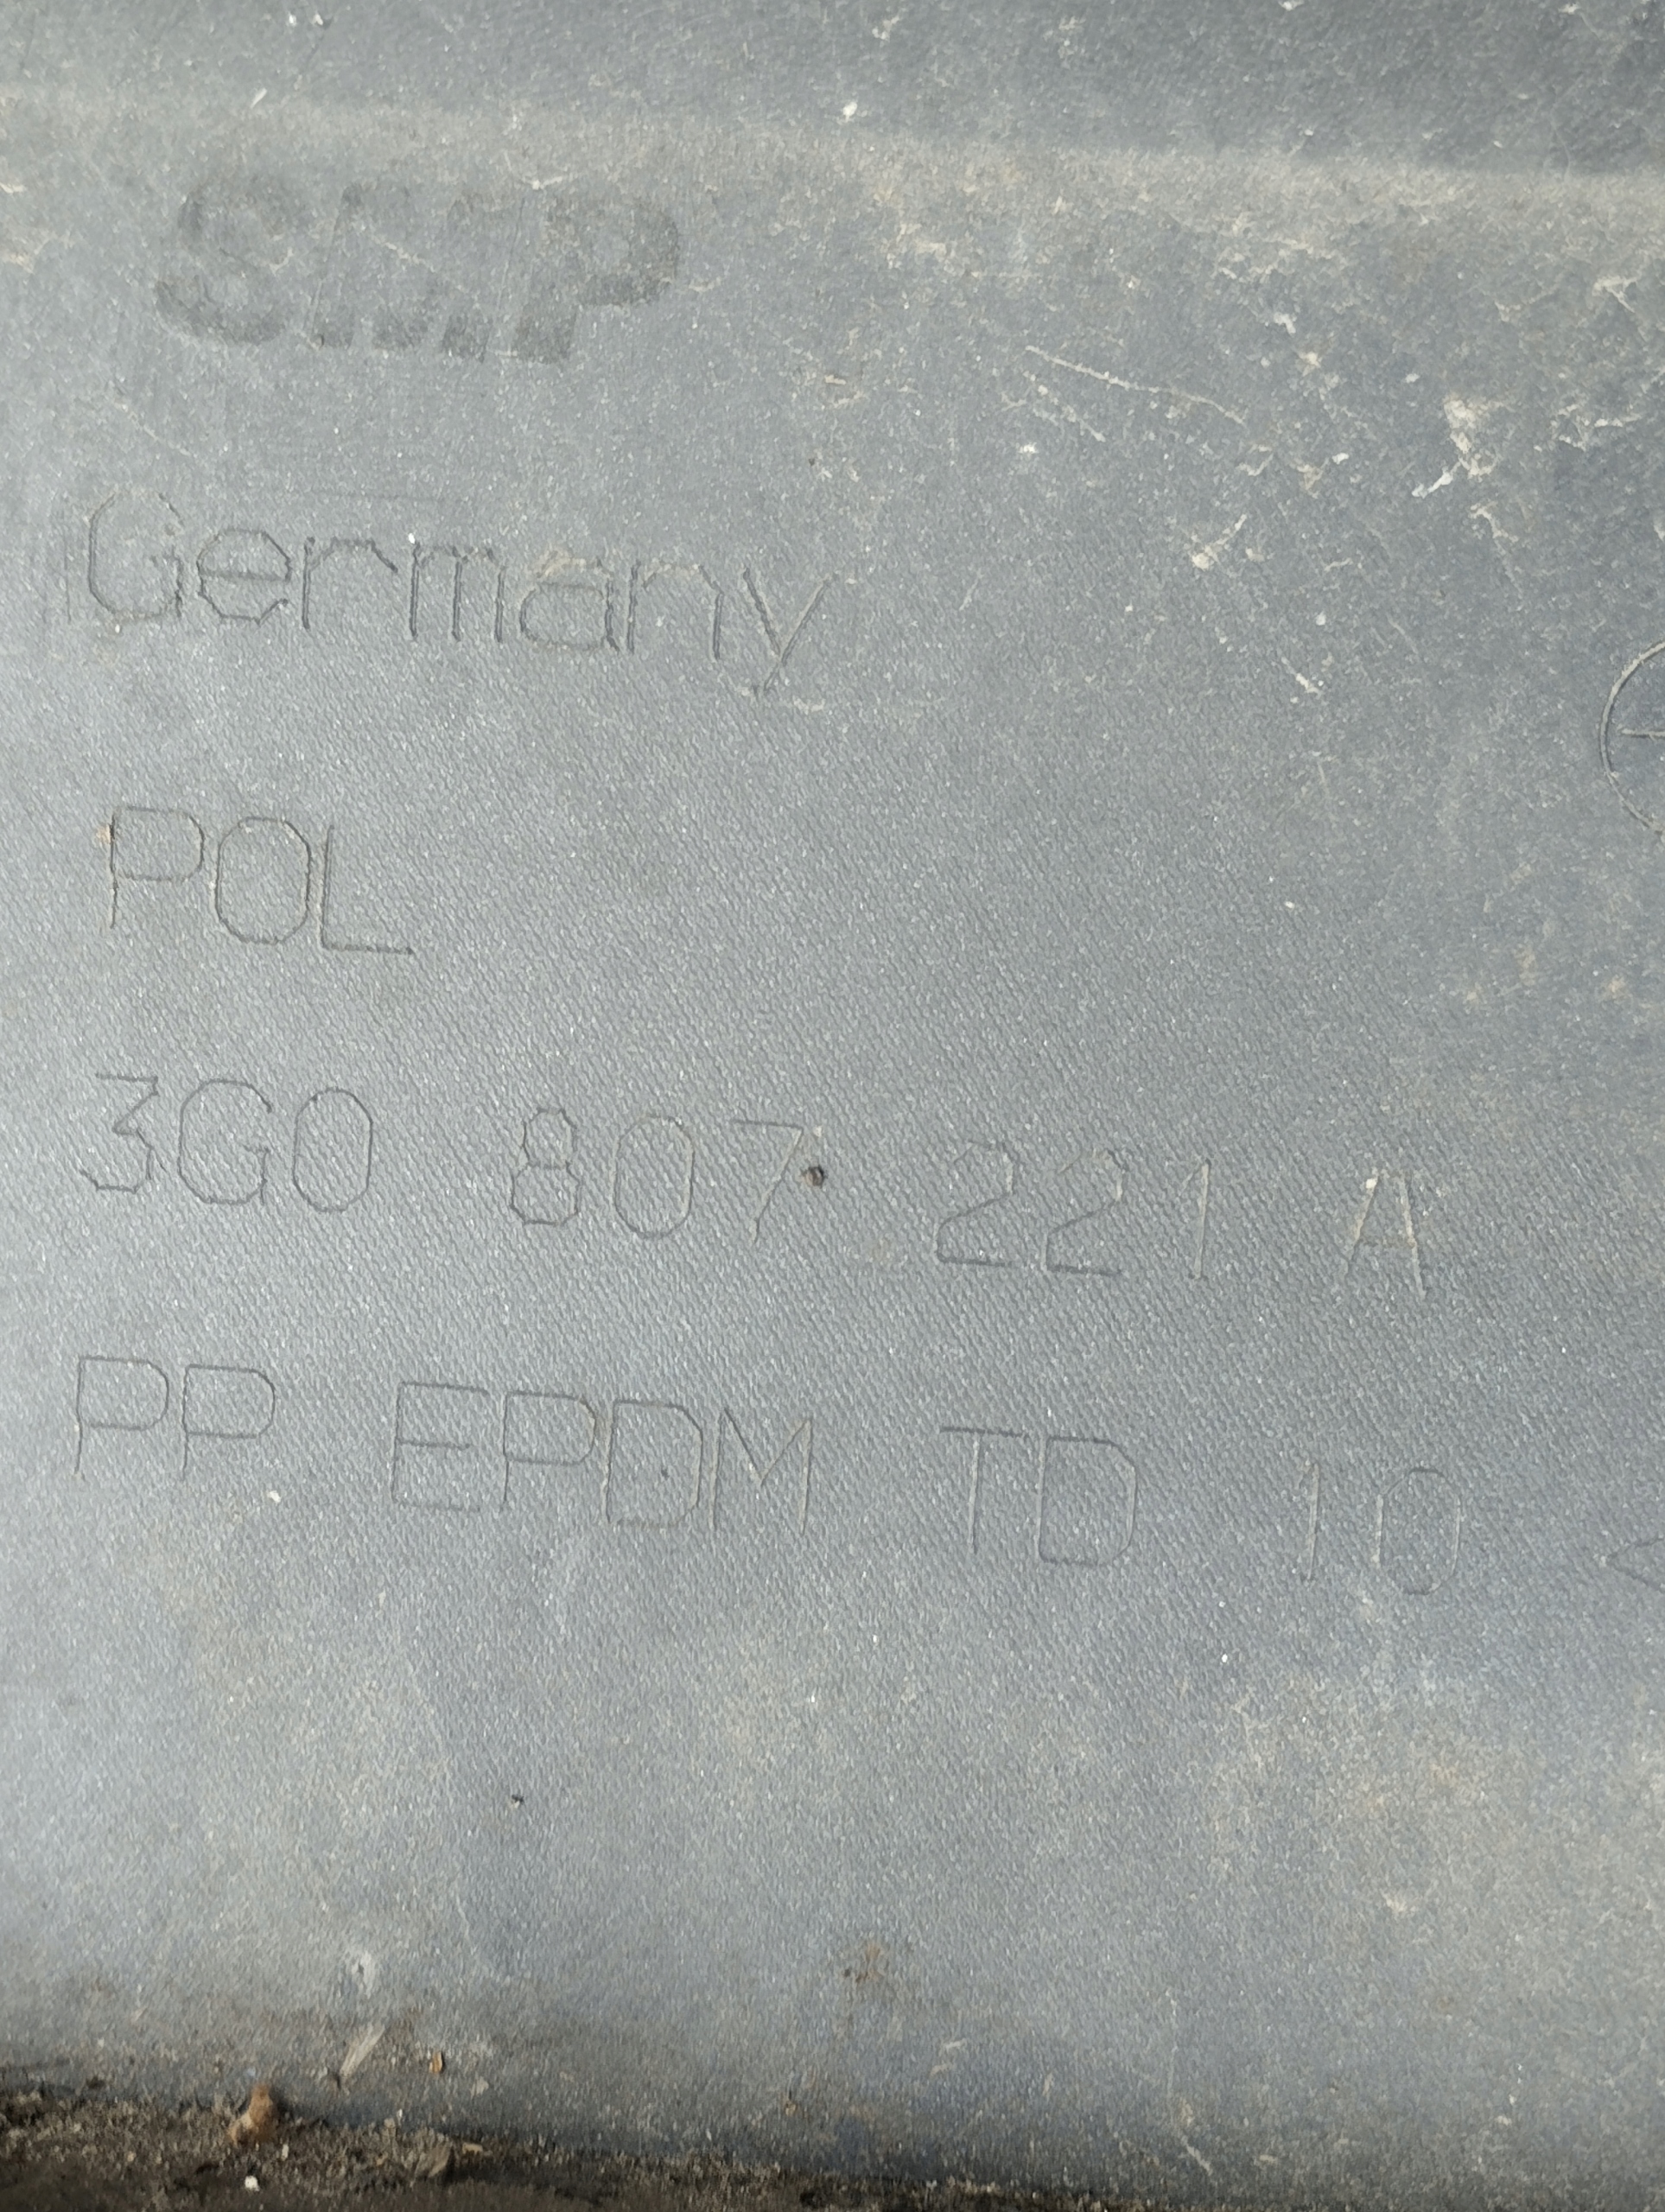 SMP
Germany
POL
3G0 807 221 A
PP EPDM TD 10 <